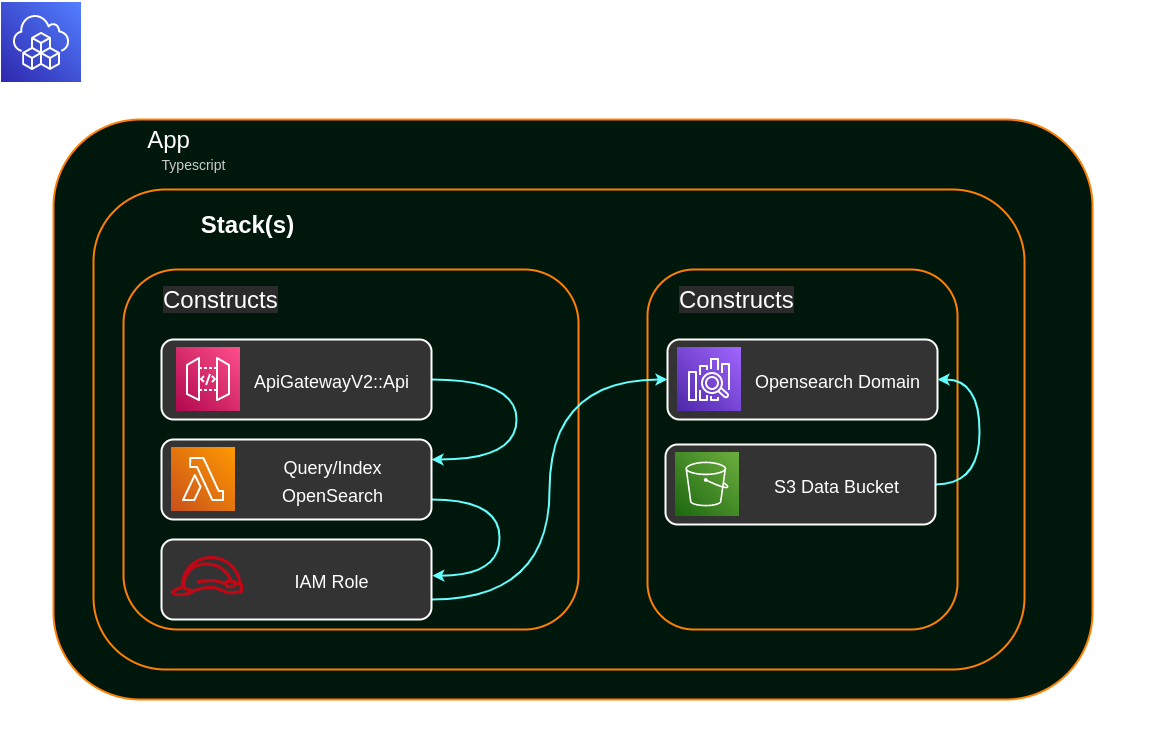 App
Typescript
Stack(s)
Constructs
ApiGatewayV2::Api
Query/Index
OpenSearch
IAM Role
Constructs
Opensearch Domain
S3 Data Bucket